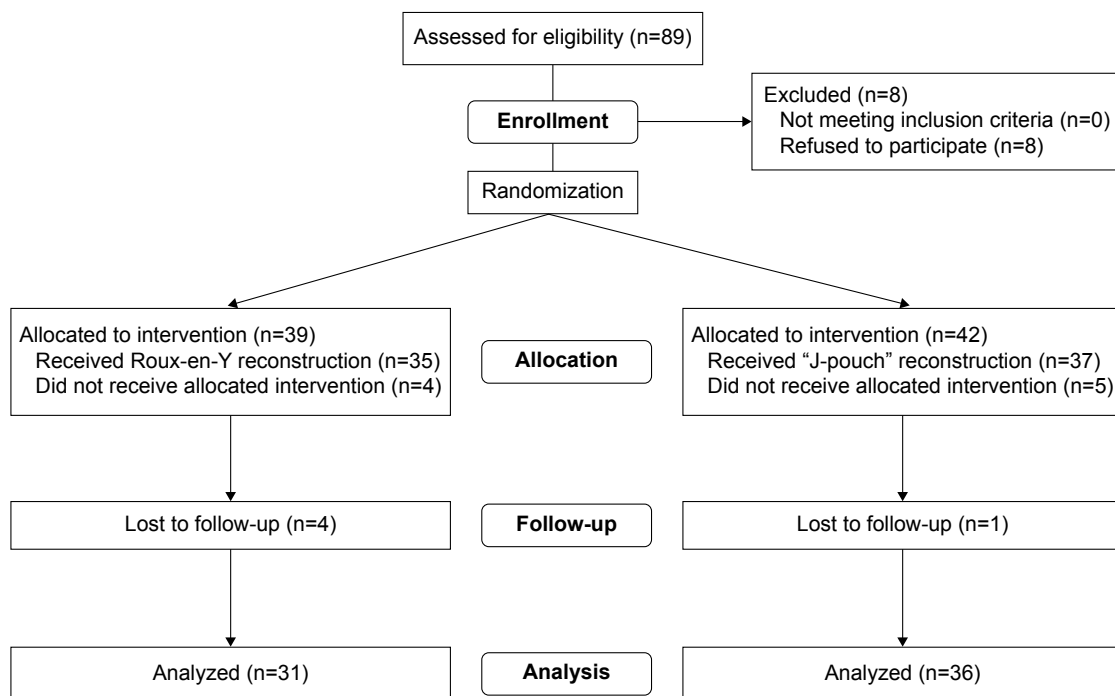 Assessed for eligibility (n=89)
Excluded (n=8)
Not meeting inclusion criteria (n=0)
Refused to participate (n=8)
Enrollment
Randomization
Allocated to intervention (n=39)
Received Roux-en-Y reconstruction (n=35)
Did not receive allocated intervention (n=4)
Allocation
Allocated to intervention (n=42)
Received “J-pouch” reconstruction (n=37)
Did not receive allocated intervention (n=5)
Lost to follow-up (n=4)
Follow-up
Lost to follow-up (n=1)
Analyzed (n=31)
Analysis
Analyzed (n=36)